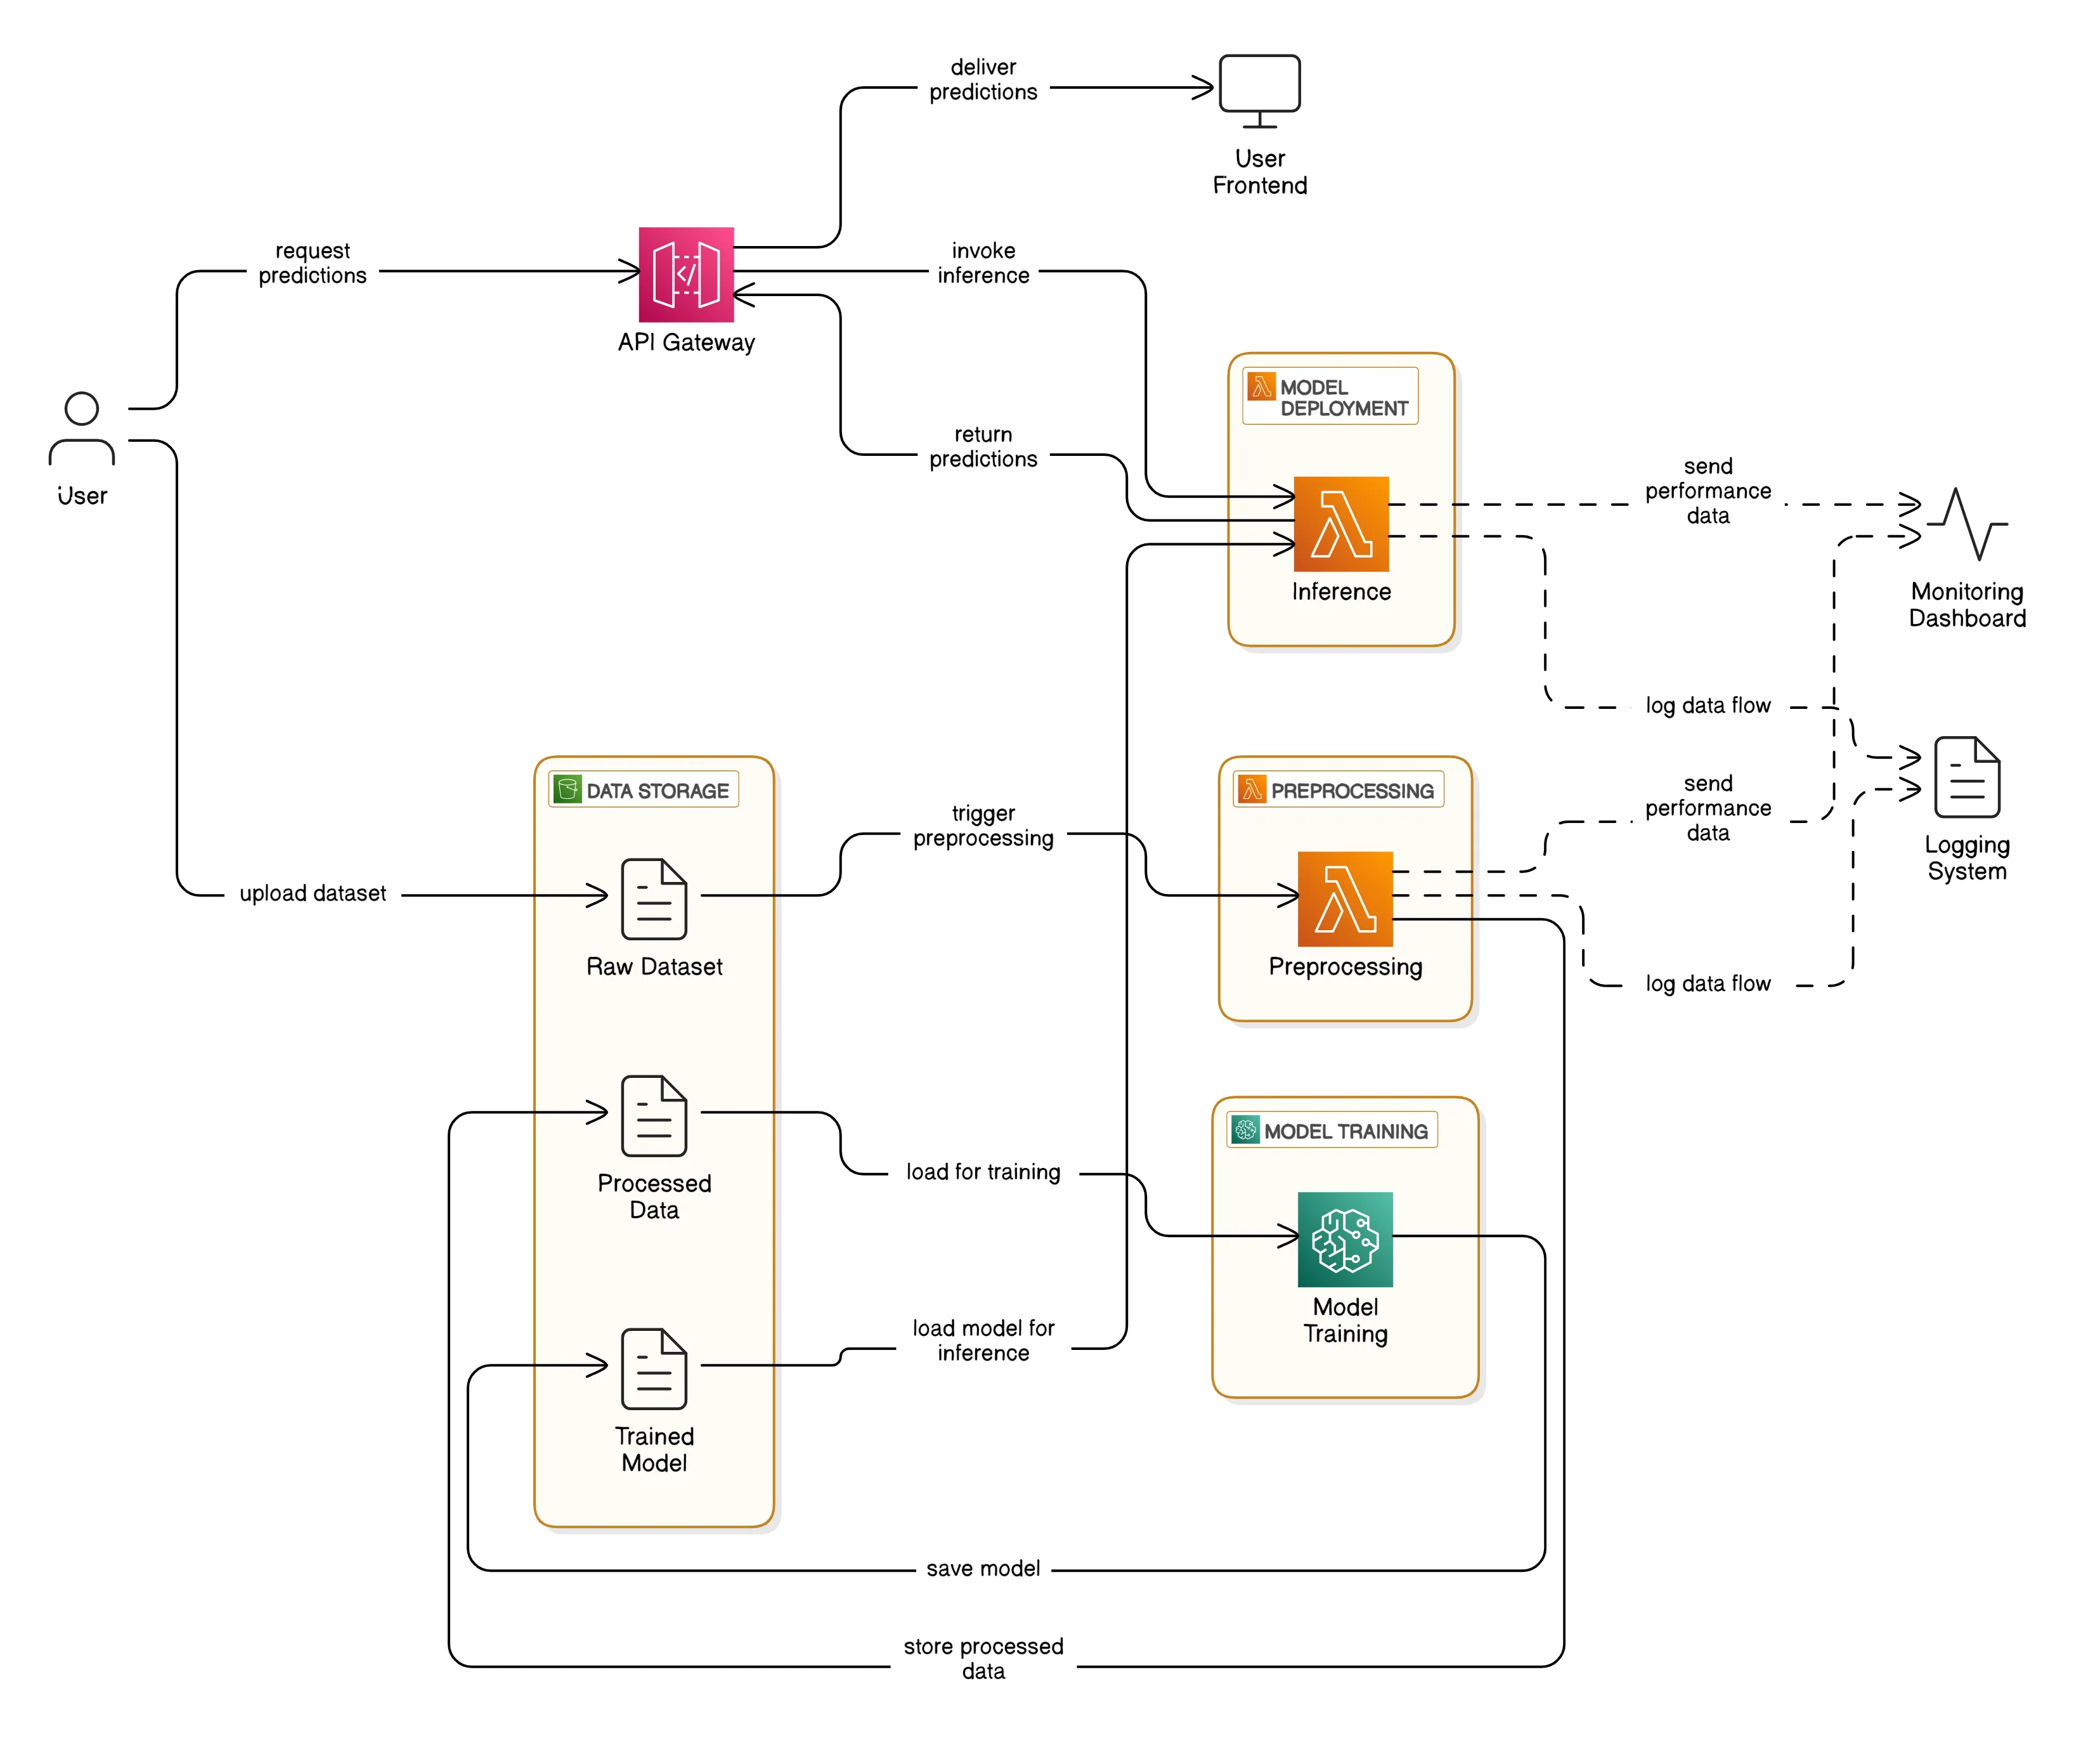 deliver
predictions
User
Frontend
request
predictions
invoke
inference
API Gateway
MODEL
DEPLOYMENT
return
predictions
User
Inference
send
performance
data
Monitoring
Dashboard
log data flow
DATA STORAGE
trigger
preprocessing
PREPROCESSING
send
performance
data
Logging
System
upload dataset
Raw Dataset
Preprocessing
log data flow
MODEL TRAINING
Processed
Data
load for training
load model for
inference
Model
Training
Trained
Model
save model
store processed
data